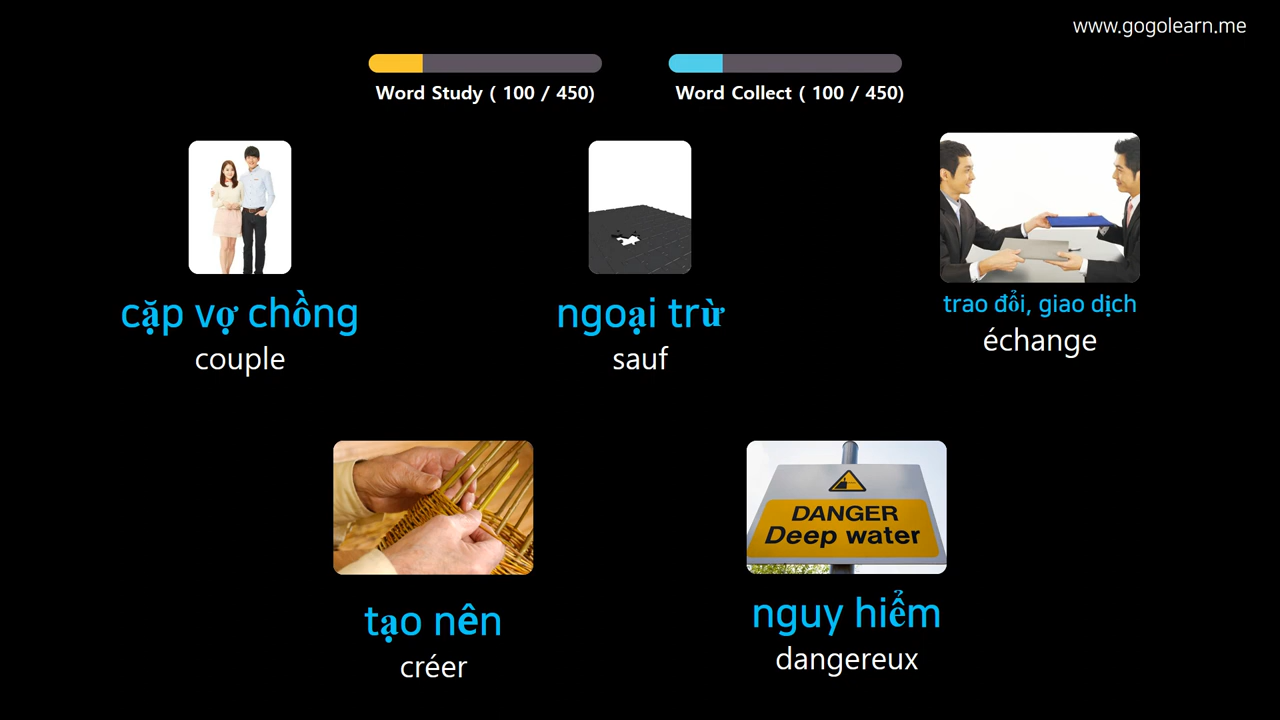 www.gogolearn.me
Word Study ( 100 / 450)
Word Collect ( 100 / 450)
cặp vợ chồng
couple
ngoại trừ
sauf
trao đổi, giao dịch
échange
DANGER
Deep water
tạo nên
créer
nguy hiểm
dangereux